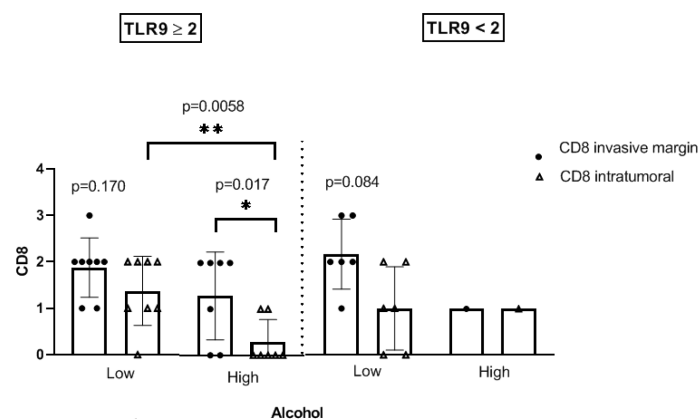 TLR9 ≥ 2
TLR9 < 2
p=0.0058
**
CD8 invasive margin
CD8 intratumoral
p=0.170
p=0.017
*
p=0.084
CD8
4
3
2
1
0
Low
High
Low
High
Alcohol